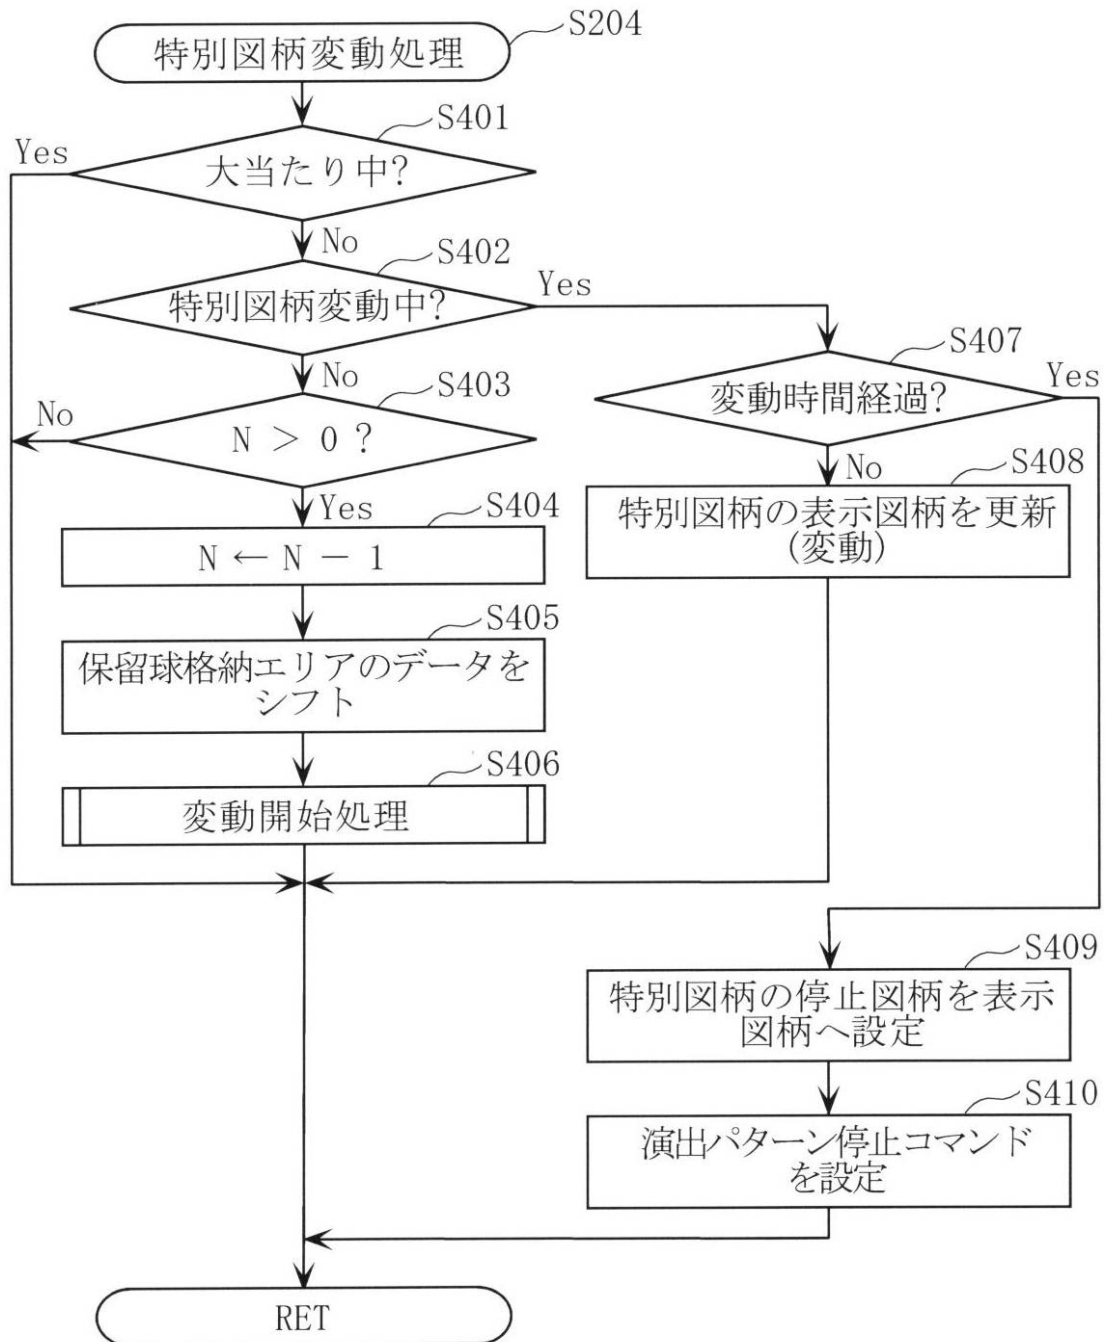 特別図柄変動処理
S204
S401
Yes
大当たり中?
No
S402
特別図柄変動中?
Yes
No
S403
No
N > 0 ?
Yes
S407
変動時間経過?
Yes
No
S408
特別図柄の表示図柄を更新
(変動)
S404
N ← N - 1
S405
保留球格納エリアのデータを
シフト
S406
変動開始処理
S409
特別図柄の停止図柄を表示
図柄へ設定
S410
演出パターン停止コマンド
を設定
RET